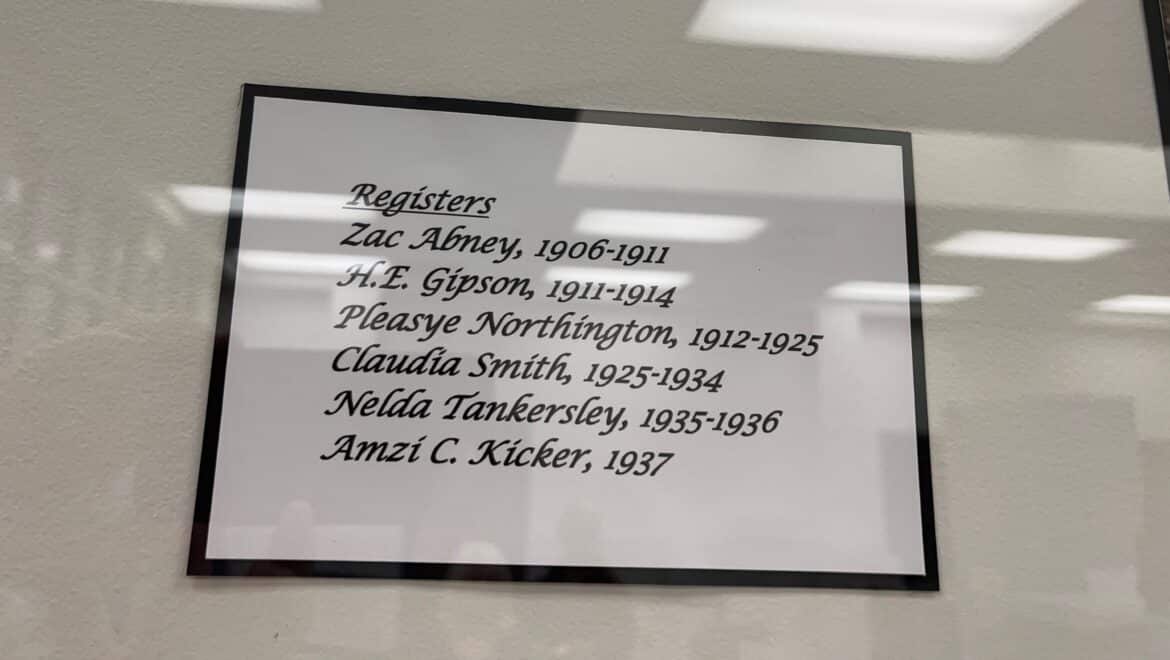 Registers
Zac Abney, 1906-1911
H.E. Gipson, 1911-1914
Pleasye Northington, 1912-1925
Claudia Smith, 1925-1934
Nelda Tankersley, 1935-1936
Amzi C. Kicker, 1937